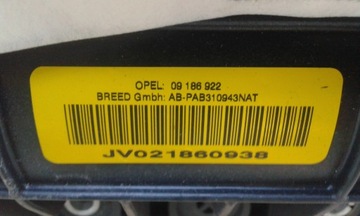 OPEL: 09 186 922
BREED Gmbh: AB-PAB310943NAT
JV021860938